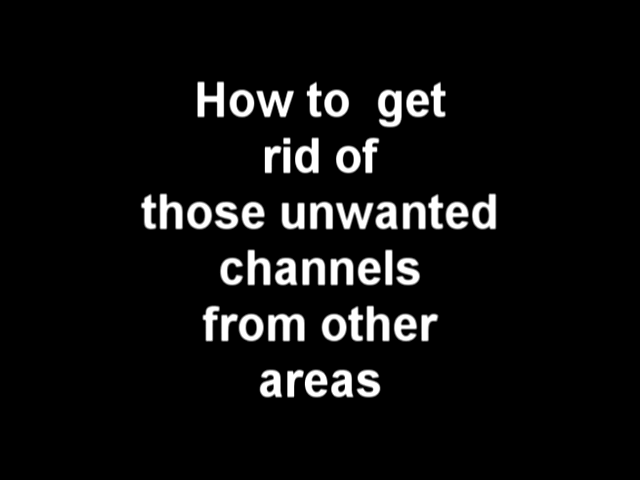 How to  get
rid of
those unwanted
channels
from other
areas